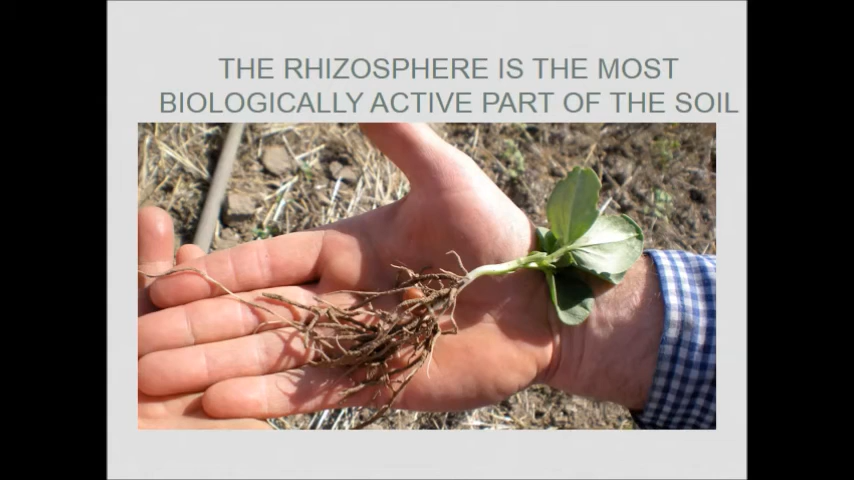 THE RHIZOSPHERE IS THE MOST
BIOLOGICALLY ACTIVE PART OF THE SOIL